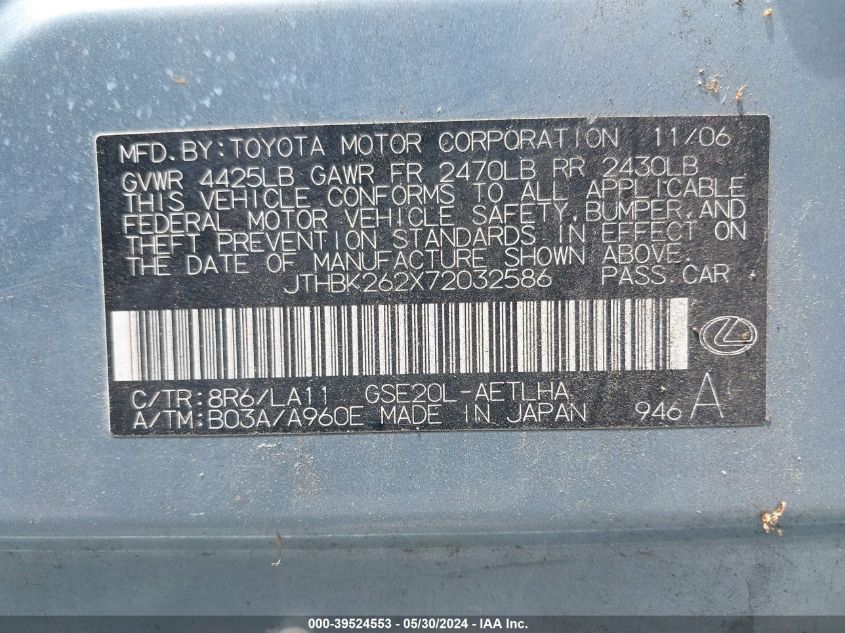 MFD.BY:TOYOTA MOTOR CORPORATION 11/06
GVWR 4425LB GAWR FR 2470LB RR 2430LB
THIS VEHICLE CONFORMS TO ALL APPLICABLE
FEDERAL MOTOR VEHICLE SAFETY,BUMPER,AND
THEFT PREVENTION STANDARDS IN EFFECT ON
THE DATE OF MANUFACTURE SHOWN ABOVE.
JTHBK262X72032586 PASS.CAR
C/TR:8R6/LA11 GSE20L-AETLHA
A/TM:B03A/A960E MADE IN JAPAN 946 A
000-39524553 - 05/30/2024 - IAA Inc.